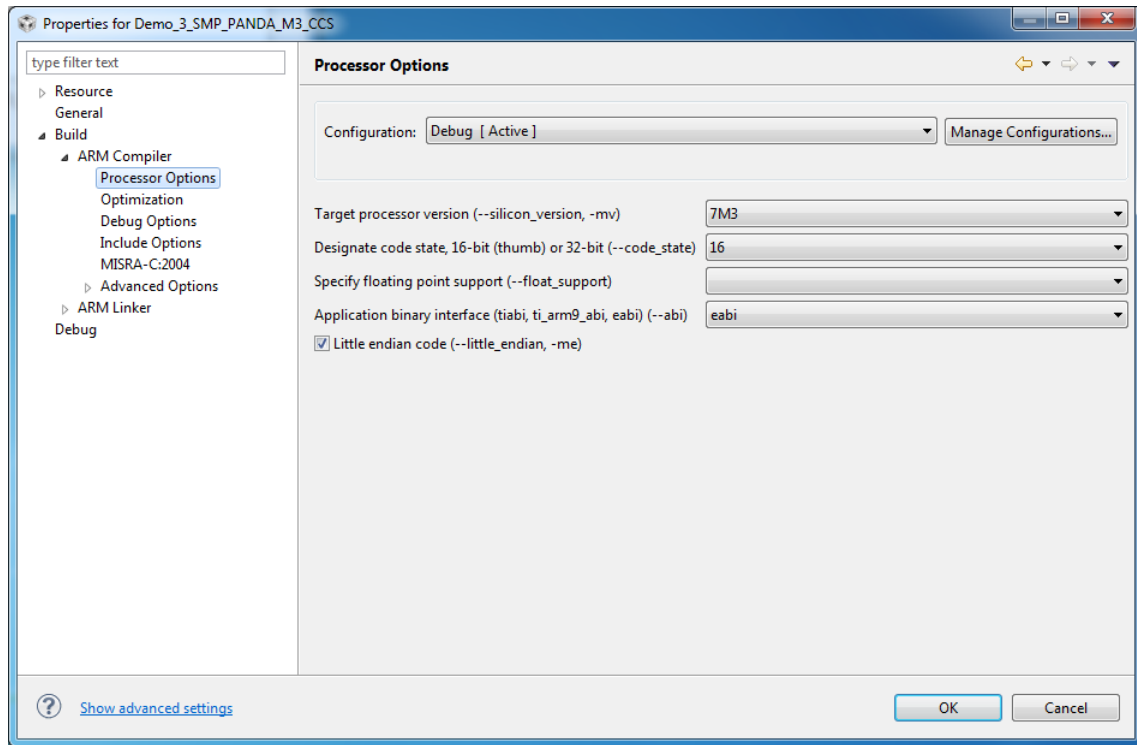 Properties for Demo_3_SMP_PANDA_M3_CCS
type filter text
Processor Options
Resource
General
Build
ARM Compiler
Processor Options
Optimization
Debug Options
Include Options
MISRA-C:2004
Advanced Options
ARM Linker
Debug
Configuration: Debug [ Active ] Manage Configurations...
Target processor version (--silicon_version, -mv) 7M3
Designate code state, 16-bit (thumb) or 32-bit (--code_state) 16
Specify floating point support (--float_support)
Application binary interface (tiabi, ti_arm9_abi, eabi) (--abi) eabi
Little endian code (--little_endian, -me)
? Show advanced settings OK Cancel